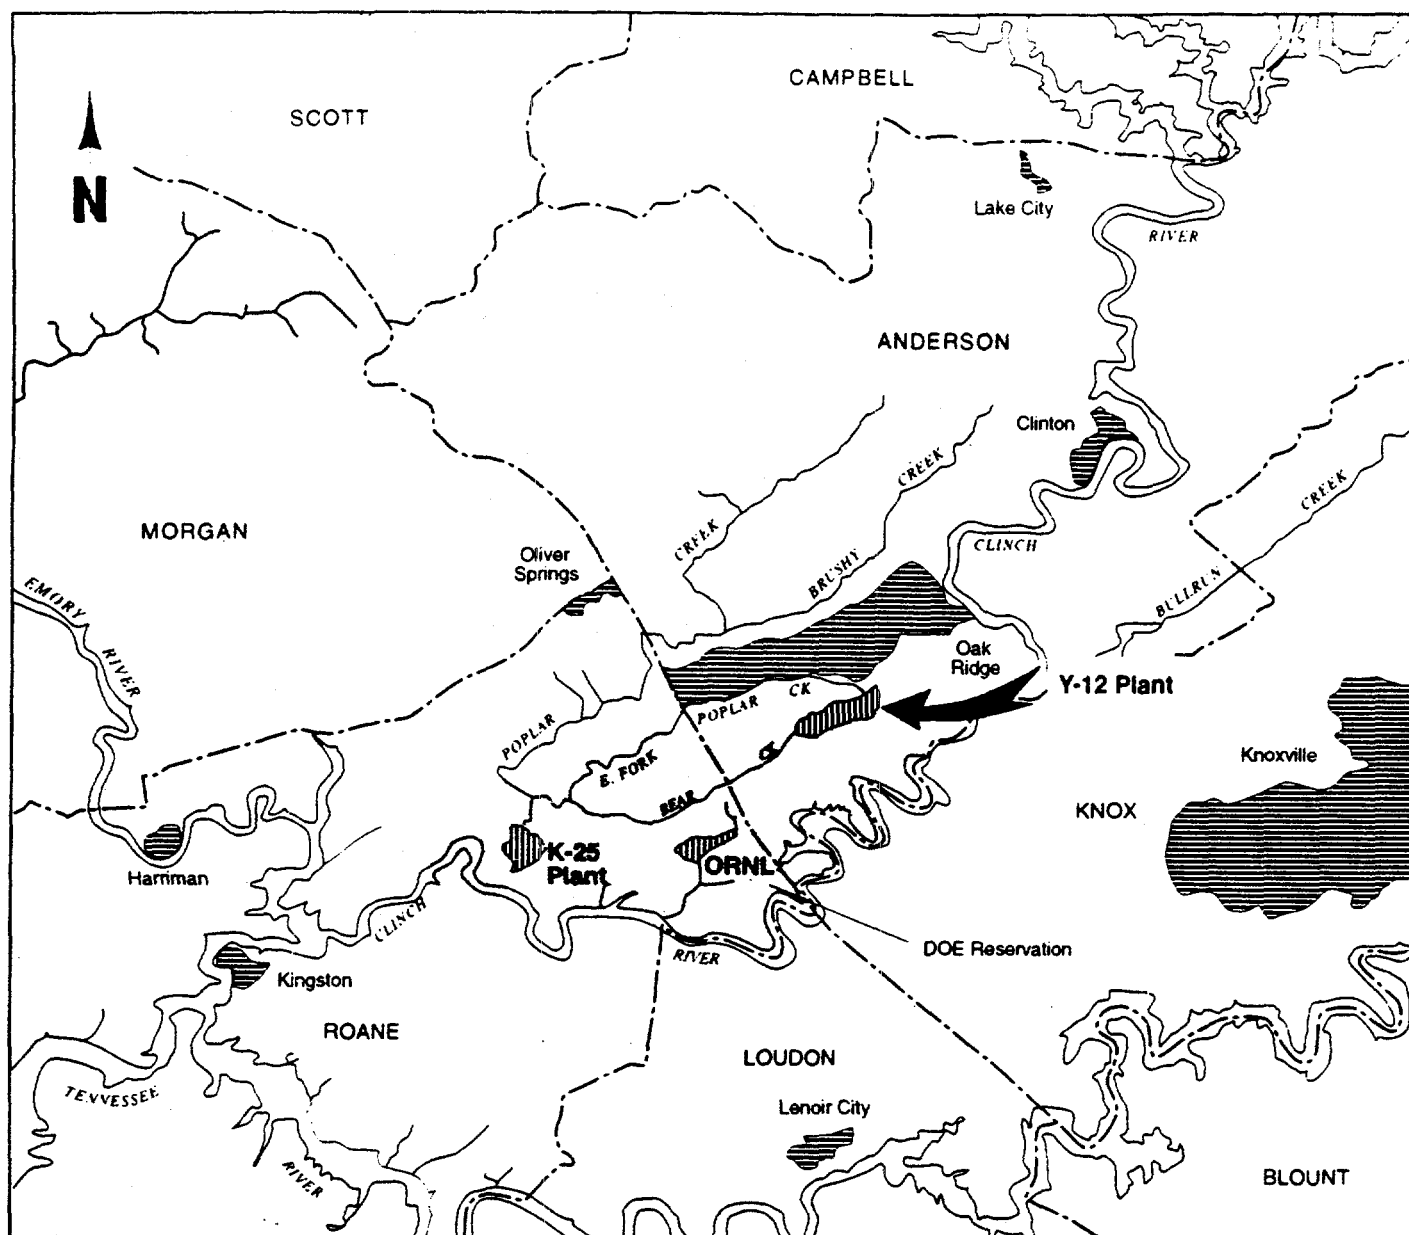 CAMPBELL
SCOTT
N
Lake City
RIVER
ANDERSON
Clinton
CREEK
CREEK
MORGAN
CREEK
CLINCH
Oliver
Springs
BRUSHY
BULLRUN
EMORY
RIVER
Oak
Ridge
Y-12 Plant
CK
POPLAR
POPLAR
CK
Knoxville
E. FORK
BEAR
KNOX
K-25
Plant
ORNL
Harriman
CLINCH
RIVER
DOE Reservation
Kingston
ROANE
LOUDON
TENNESSEE
Lenoir City
RIVER
BLOUNT